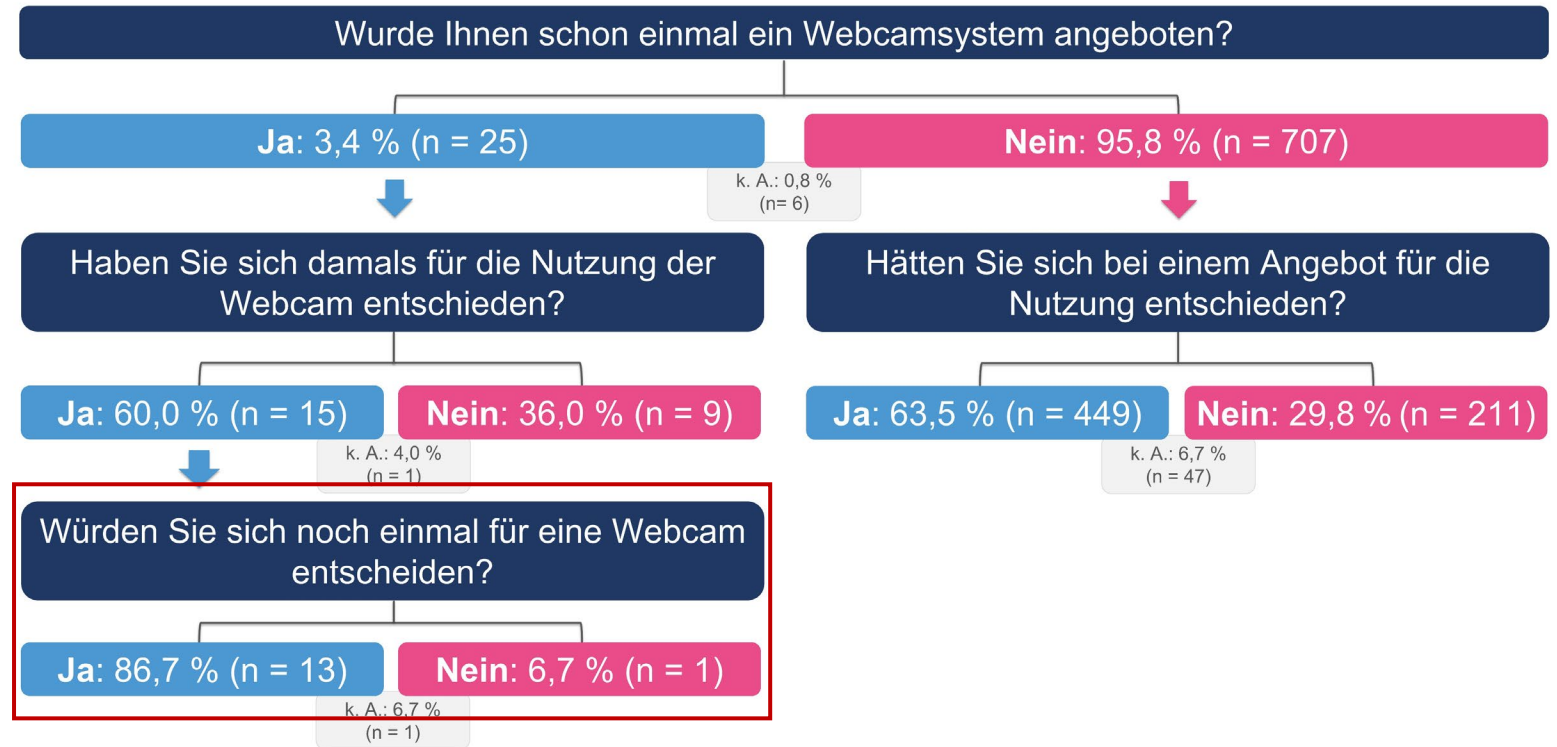 Wurde Ihnen schon einmal ein Webcamsystem angeboten?
Ja: 3,4 % (n = 25)
Nein: 95,8 % (n = 707)
k. A.: 0,8 %
(n= 6)
Haben Sie sich damals für die Nutzung der
Webcam entschieden?
Hätten Sie sich bei einem Angebot für die
Nutzung entschieden?
Ja: 60,0 % (n = 15)
Nein: 36,0 % (n = 9)
k. A.: 4,0 %
(n = 1)
Ja: 63,5 % (n = 449)
Nein: 29,8 % (n = 211)
k. A.: 6,7 %
(n = 47)
Würden Sie sich noch einmal für eine Webcam
entscheiden?
Ja: 86,7 % (n = 13)
Nein: 6,7 % (n = 1)
k. A.: 6,7 %
(n = 1)